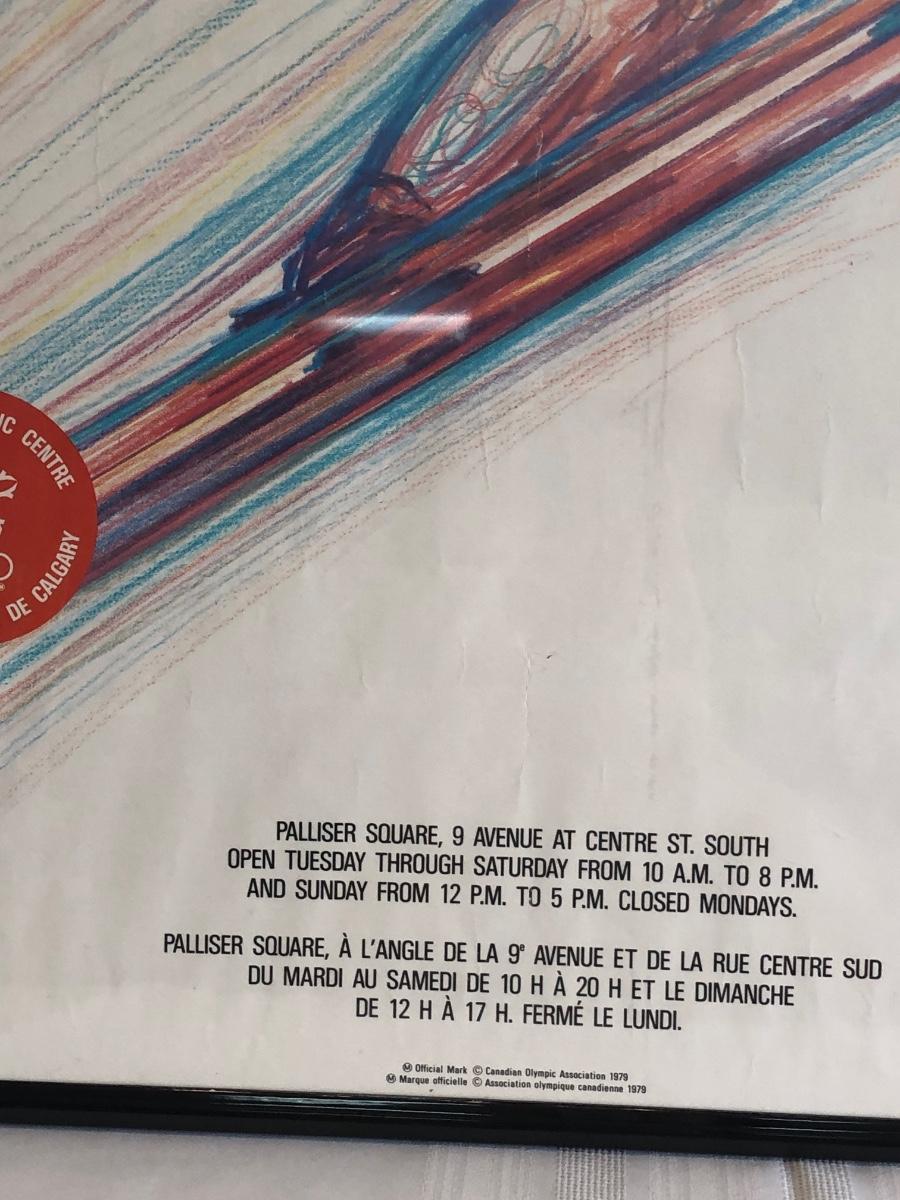 IC CENTRE
DE CALGARY
PALLISER SQUARE, 9 AVENUE AT CENTRE ST. SOUTH
OPEN TUESDAY THROUGH SATURDAY FROM 10 A.M. TO 8 P.M.
AND SUNDAY FROM 12 P.M. TO 5 P.M. CLOSED MONDAYS.
PALLISER SQUARE, À L'ANGLE DE LA 9e AVENUE ET DE LA RUE CENTRE SUD
DU MARDI AU SAMEDI DE 10 H À 20 H ET LE DIMANCHE
DE 12 H À 17 H. FERMÉ LE LUNDI.
Ⓜ Official Mark © Canadian Olympic Association 1979
Ⓜ Marque officielle © Association olympique canadienne 1979